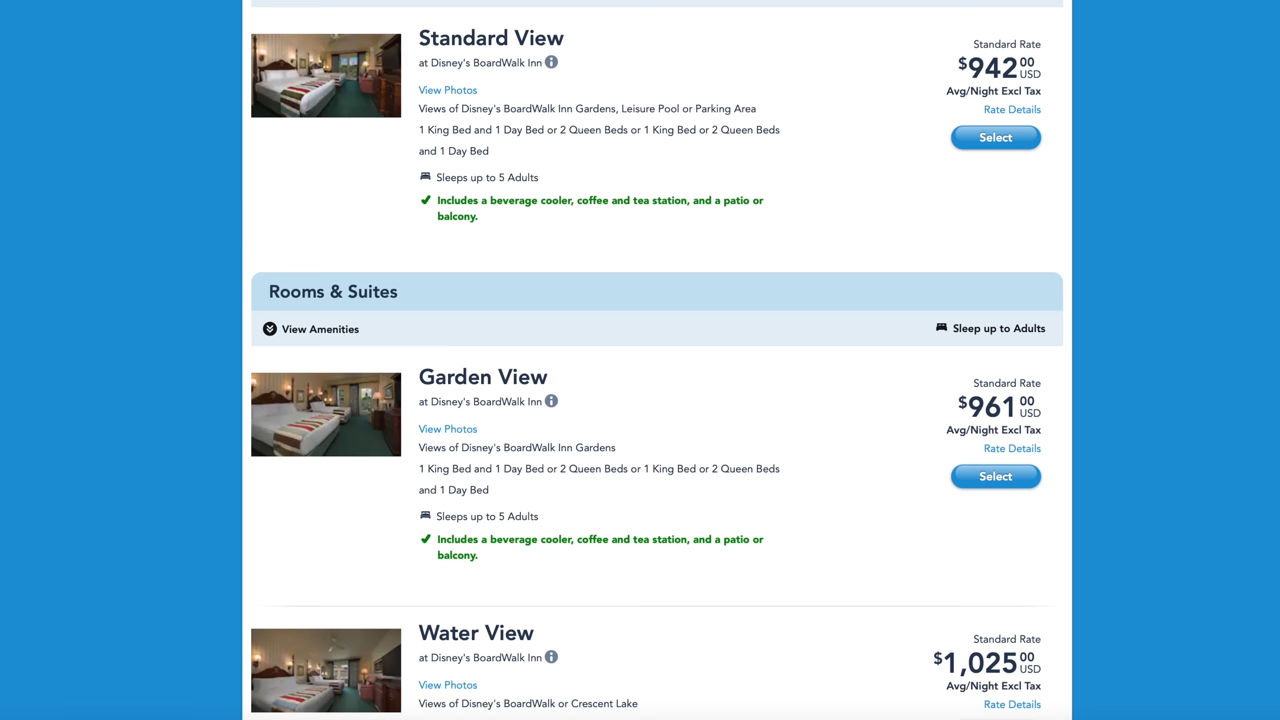 Standard View
at Disney's BoardWalk Inn
View Photos
Views of Disney's BoardWalk Inn Gardens, Leisure Pool or Parking Area
1 King Bed and 1 Day Bed or 2 Queen Beds or 1 King Bed or 2 Queen Beds
and 1 Day Bed
Sleeps up to 5 Adults
Includes a beverage cooler, coffee and tea station, and a patio or
balcony.
Standard Rate
$942.00 USD
Avg/Night Excl Tax
Rate Details
Select
Rooms & Suites
View Amenities
Sleep up to Adults
Garden View
at Disney's BoardWalk Inn
View Photos
Views of Disney's BoardWalk Inn Gardens
1 King Bed and 1 Day Bed or 2 Queen Beds or 1 King Bed or 2 Queen Beds
and 1 Day Bed
Sleeps up to 5 Adults
Includes a beverage cooler, coffee and tea station, and a patio or
balcony.
Standard Rate
$961 00 USD
Avg/Night Excl Tax
Rate Details
Select
Water View
at Disney's BoardWalk Inn
View Photos
Views of Disney's BoardWalk or Crescent Lake
Standard Rate
$1,025 00 USD
Avg/Night Excl Tax
Rate Details